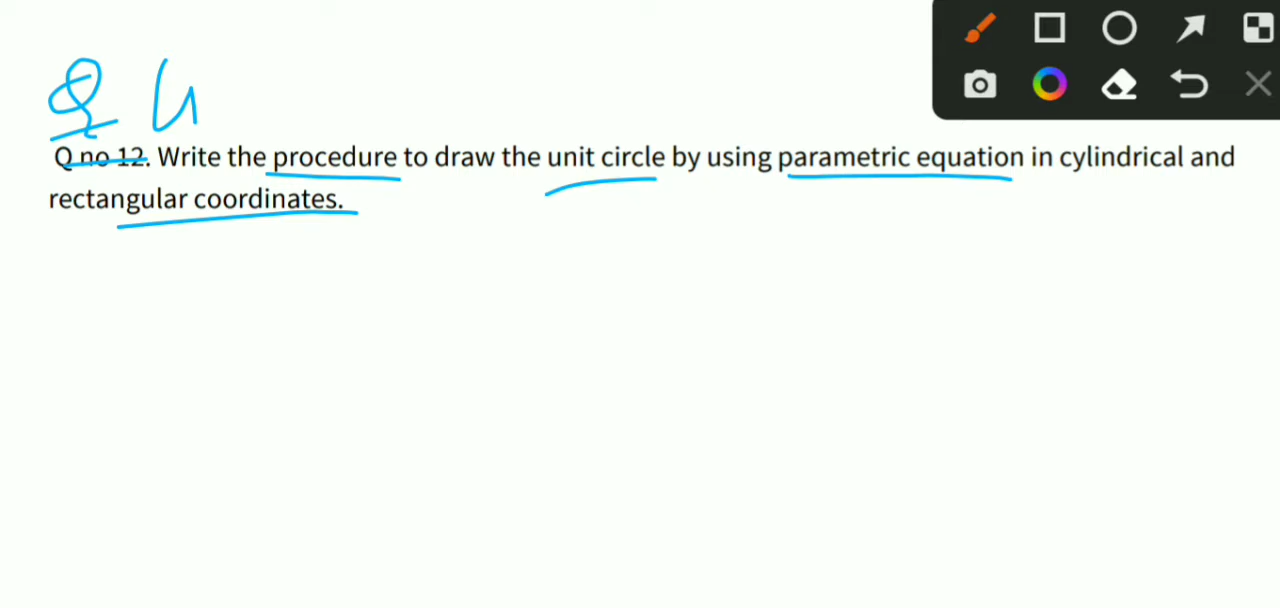 Q 4
Q no 12. Write the procedure to draw the unit circle by using parametric equation in cylindrical and
rectangular coordinates.